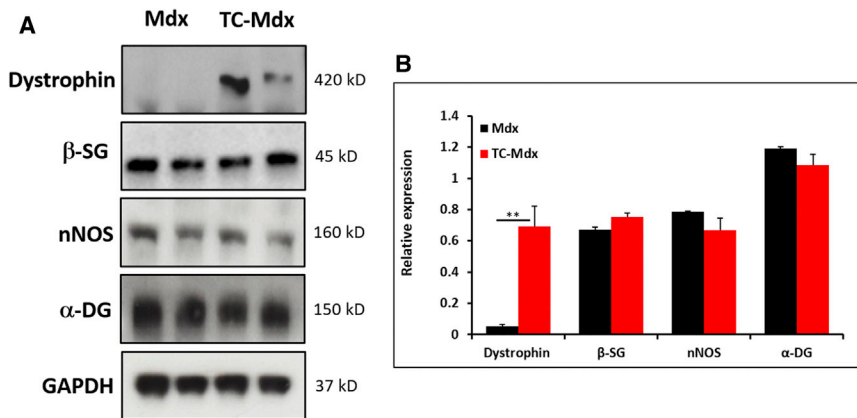 A
Mdx TC-Mdx
Dystrophin 420 kD
β-SG 45 kD
nNOS 160 kD
α-DG 150 kD
GAPDH 37 kD
B
Relative expression
1.4
1.2
1
0.8
0.6
0.4
0.2
0
Mdx
TC-Mdx
**
Dystrophin β-SG nNOS α-DG